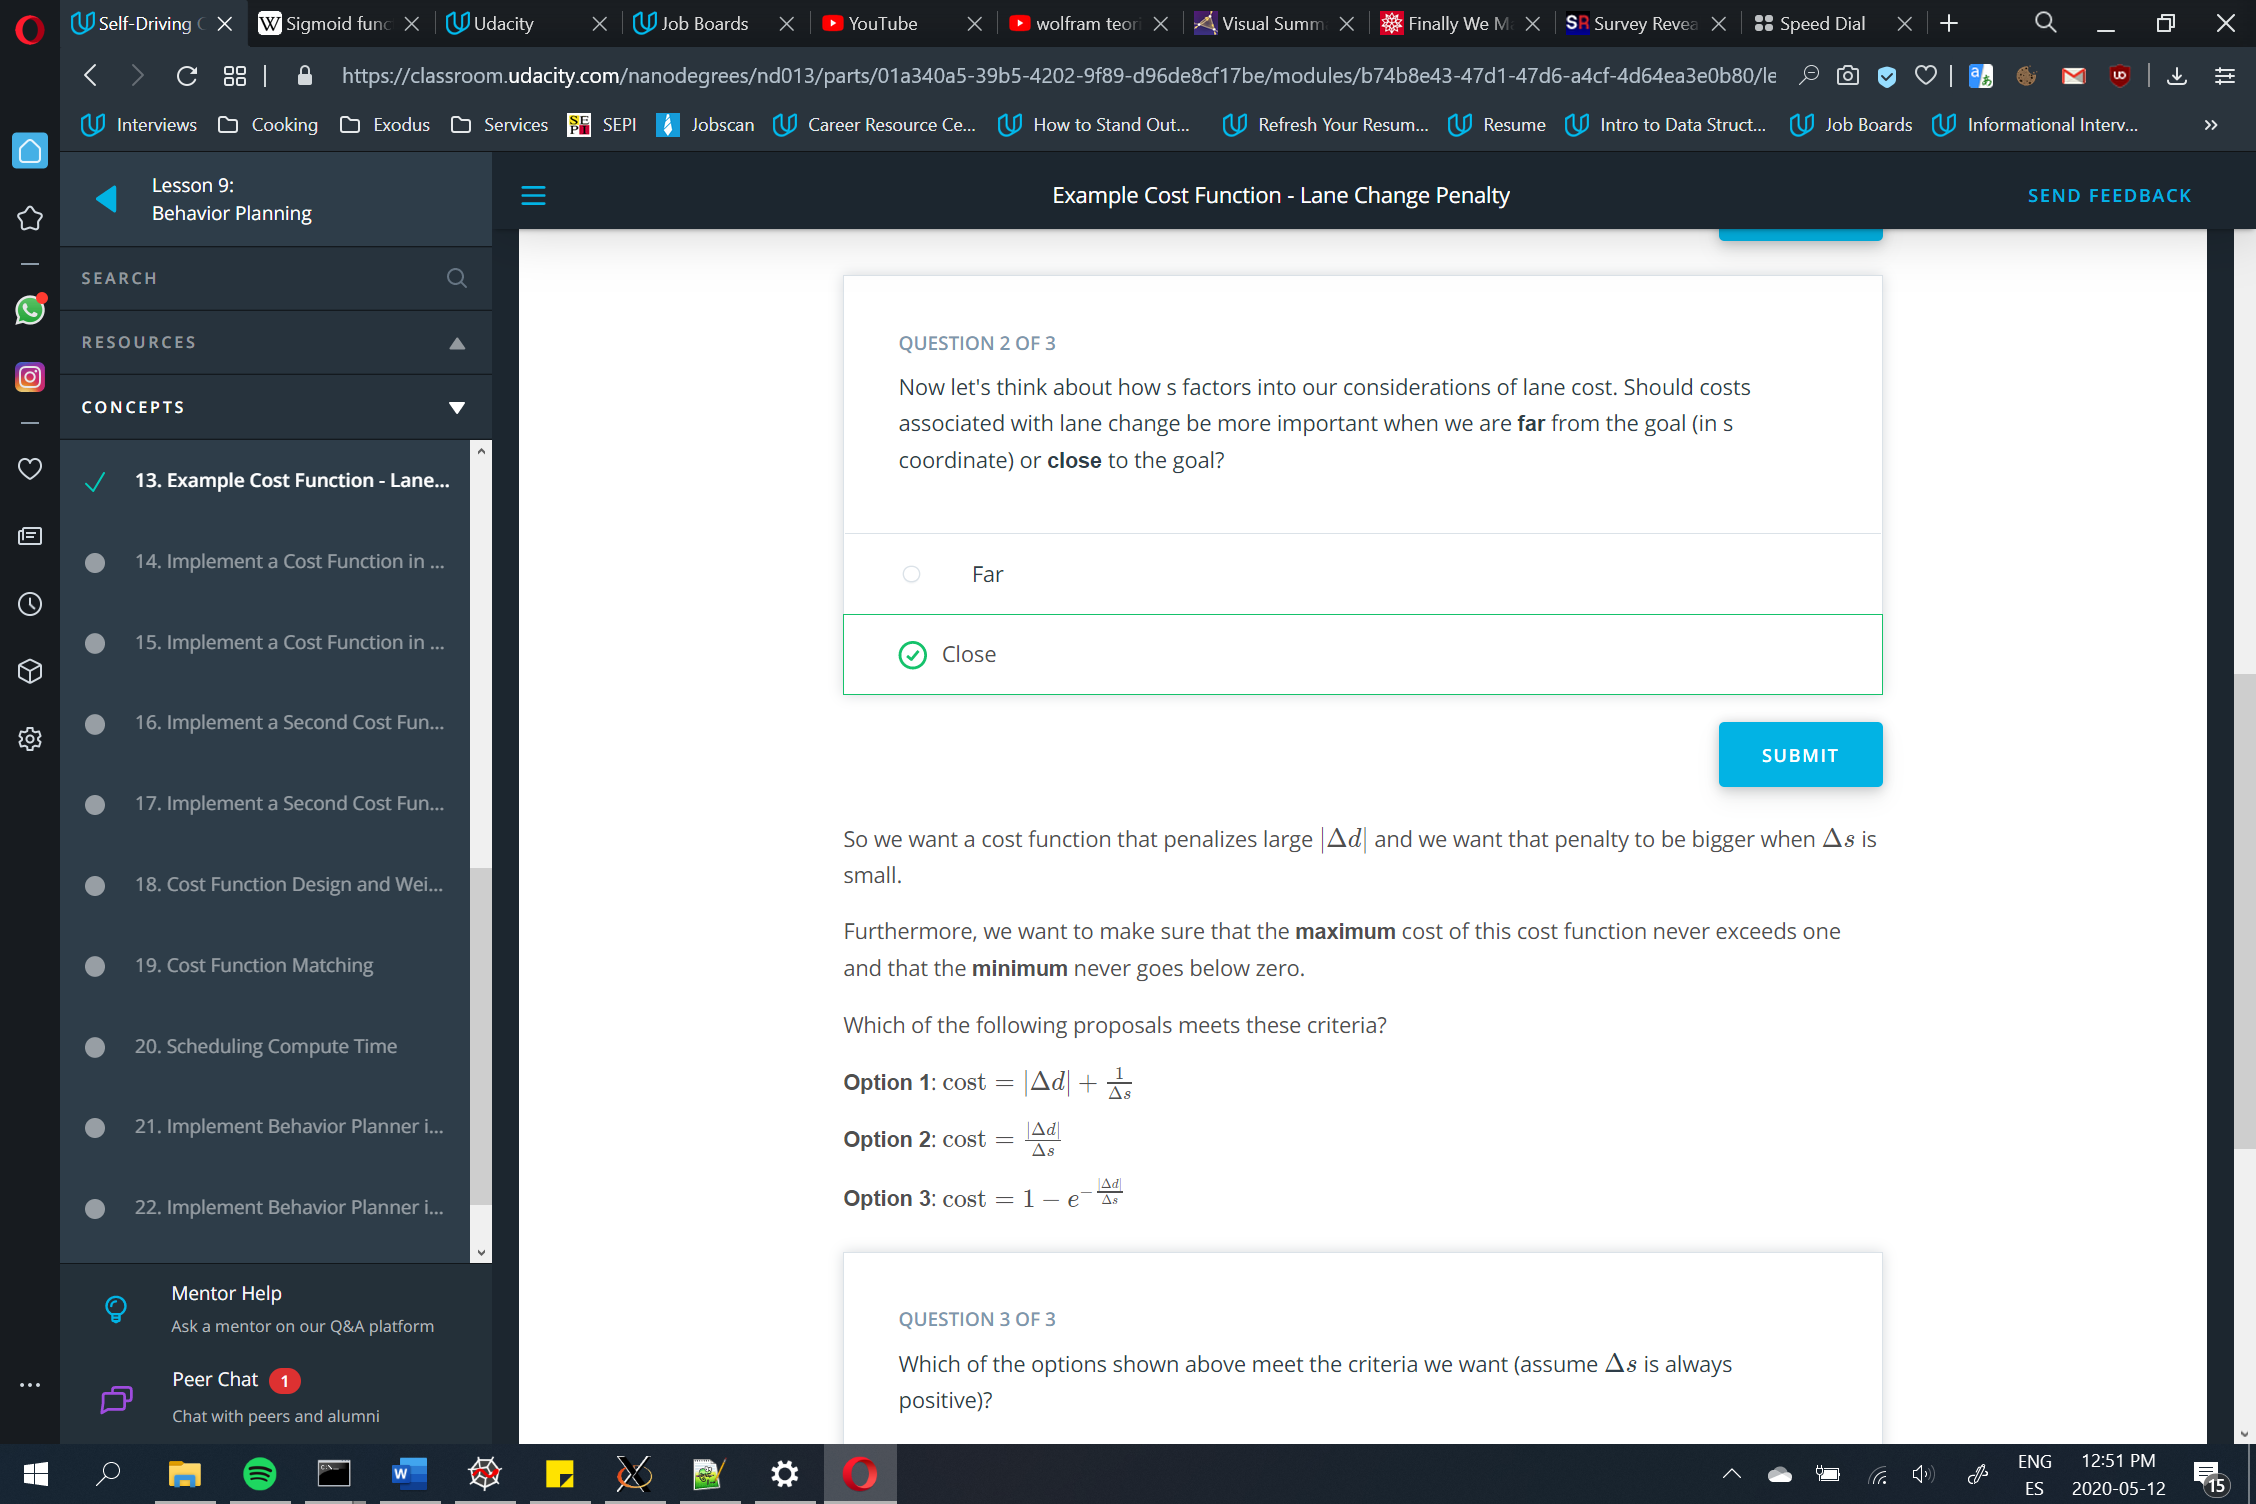 Self-Driving
Sigmoid func
Udacity
Job Boards
YouTube
wolfram teor
Visual Summ
Finally We M
SR Survey Revea
Speed Dial
https://classroom.udacity.com/nanodegrees/nd013/parts/01a340a5-39b5-4202-9f89-d96de8cf17be/modules/b74b8e43-47d1-47d6-a4cf-4d64ea3e0b80/le
Interviews
Cooking
Exodus
Services
SEPI
Jobscan
Career Resource Ce...
How to Stand Out...
Refresh Your Resum...
Resume
Intro to Data Struct...
Job Boards
Informational Interv...
Lesson 9:
Behavior Planning
Example Cost Function - Lane Change Penalty
SEND FEEDBACK
SEARCH
RESOURCES
CONCEPTS
13. Example Cost Function - Lane...
14. Implement a Cost Function in ...
15. Implement a Cost Function in ...
16. Implement a Second Cost Fun...
17. Implement a Second Cost Fun...
18. Cost Function Design and Wei...
19. Cost Function Matching
20. Scheduling Compute Time
21. Implement Behavior Planner i...
22. Implement Behavior Planner i...
Mentor Help
Ask a mentor on our Q&A platform
Peer Chat 1
Chat with peers and alumni
QUESTION 2 OF 3
Now let's think about how s factors into our considerations of lane cost. Should costs
associated with lane change be more important when we are far from the goal (in s
coordinate) or close to the goal?
Far
Close
SUBMIT
So we want a cost function that penalizes large |Δd| and we want that penalty to be bigger when Δs is
small.
Furthermore, we want to make sure that the maximum cost of this cost function never exceeds one
and that the minimum never goes below zero.
Which of the following proposals meets these criteria?
Option 1: cost = |Δd| + 1/Δs
Option 2: cost = |Δd|/Δs
Option 3: cost = 1 − e^(−|Δd|/Δs)
QUESTION 3 OF 3
Which of the options shown above meet the criteria we want (assume Δs is always
positive)?
ENG
ES
12:51 PM
2020-05-12
15